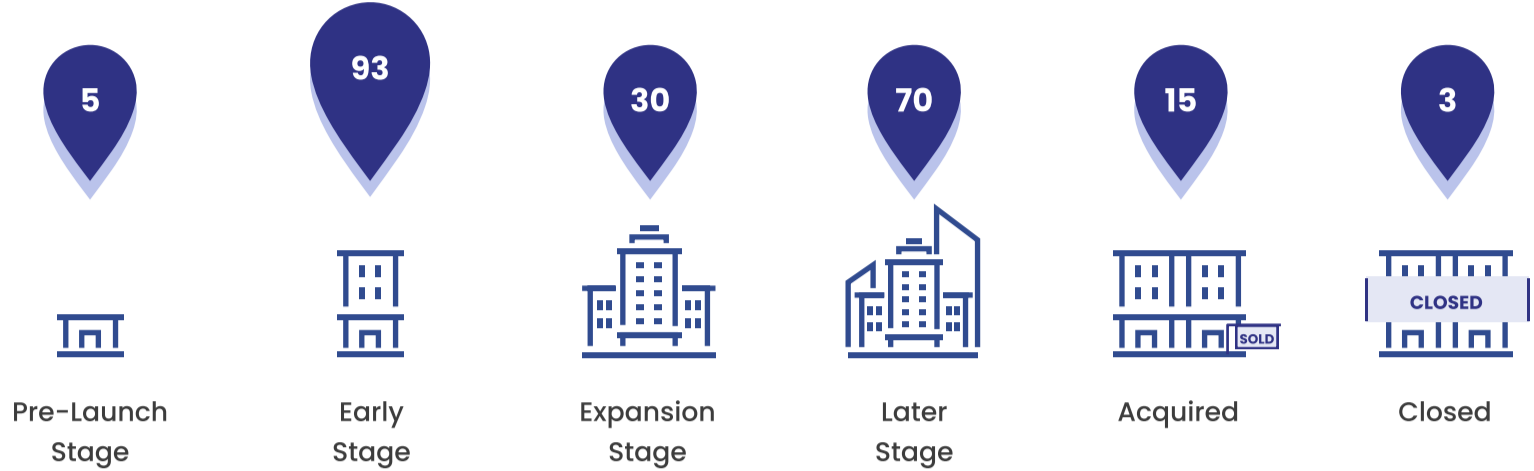 5
93
30
70
15
3
SOLD
CLOSED
Pre-Launch
Stage
Early
Stage
Expansion
Stage
Later
Stage
Acquired
Closed